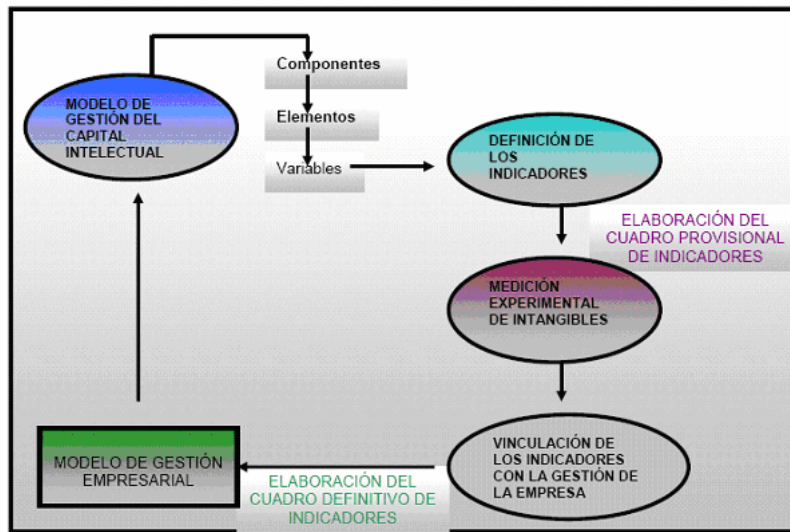 Componentes
MODELO DE
GESTIÓN DEL
CAPITAL
INTELECTUAL
Elementos
Variables
DEFINICIÓN DE
LOS
INDICADORES
ELABORACIÓN DEL
CUADRO PROVISIONAL
DE INDICADORES
MEDICIÓN
EXPERIMENTAL
DE INTANGIBLES
VINCULACIÓN DE
LOS INDICADORES
CON LA GESTIÓN DE
LA EMPRESA
ELABORACIÓN DEL
CUADRO DEFINITIVO DE
INDICADORES
MODELO DE GESTIÓN
EMPRESARIAL